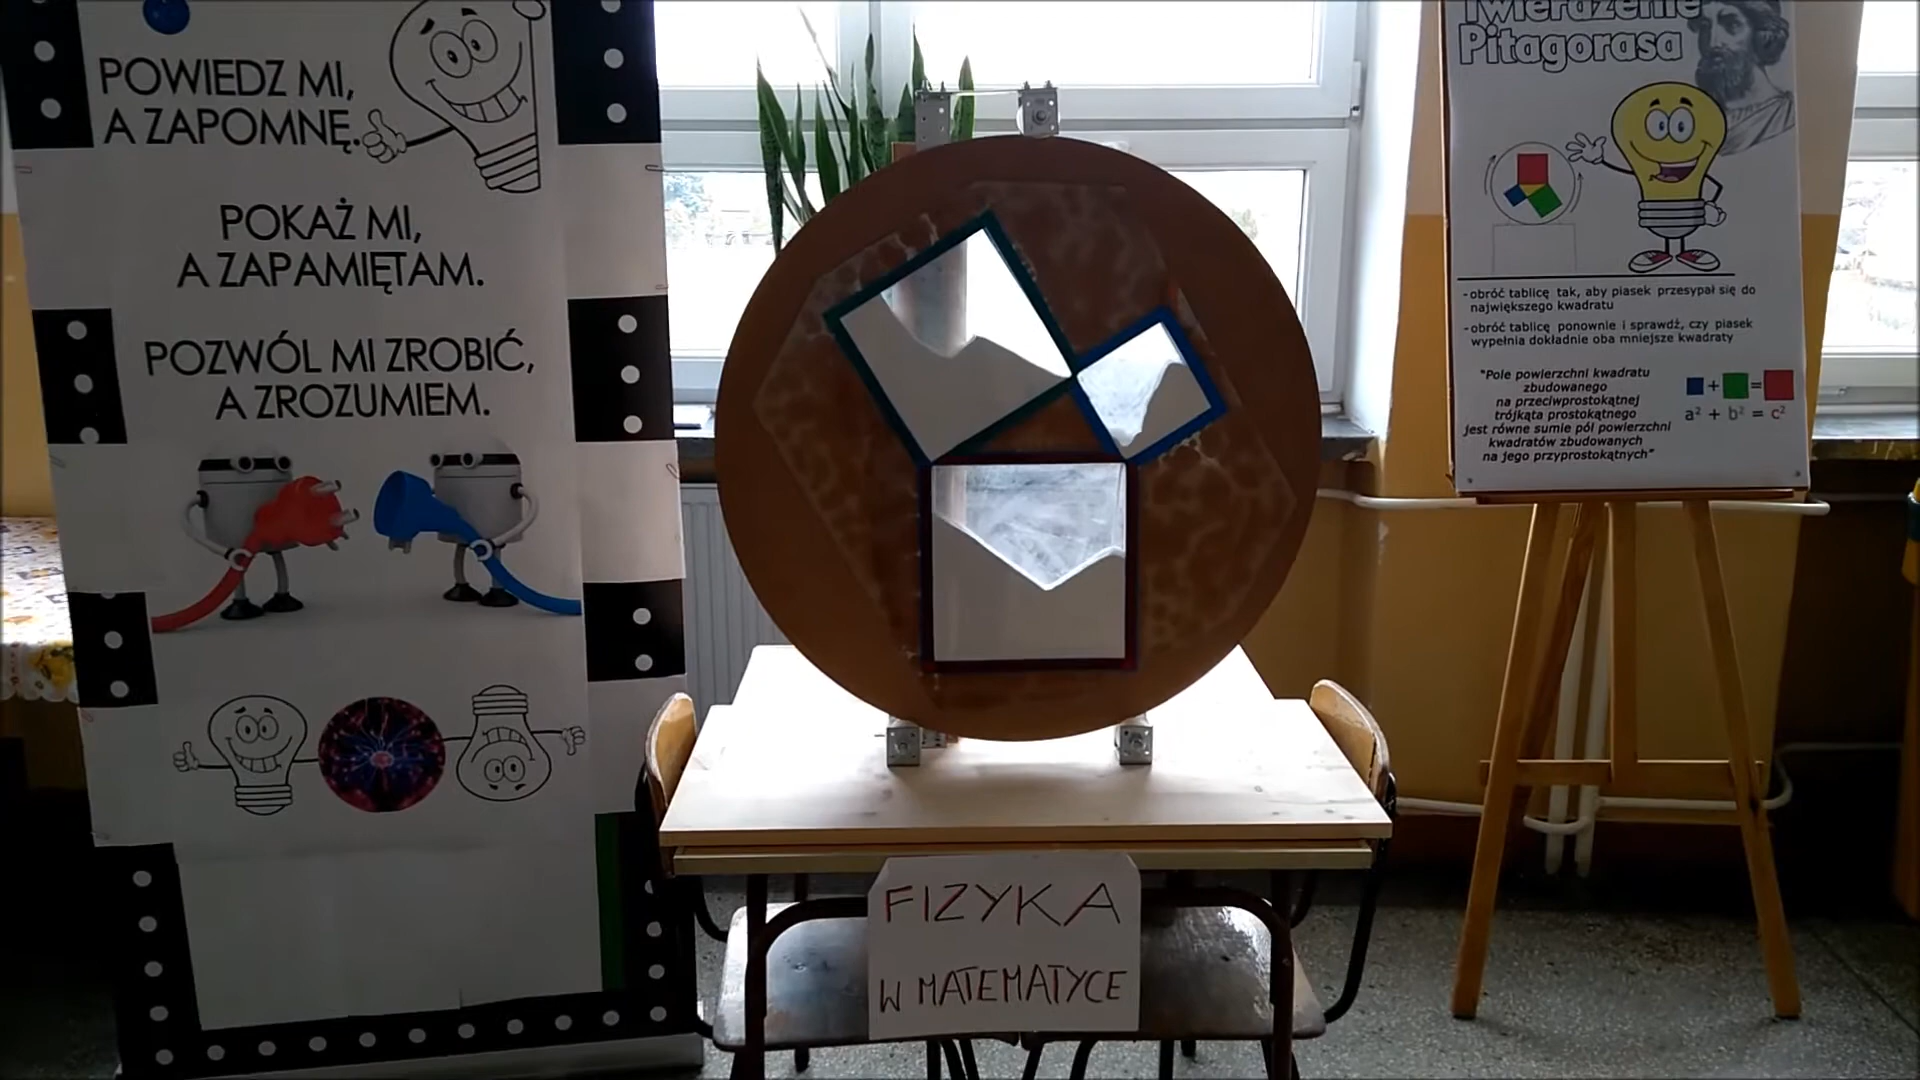 POWIEDZ MI,
A ZAPOMNĘ.
POKAŻ MI,
A ZAPAMIĘTAM.
POZWÓL MI ZROBIĆ,
A ZROZUMIEM.
FIZYKA
W MATEMATYCE
Twierdzenie
Pitagorasa
- obróć tablicę tak, aby piasek przesypał się do
największego kwadratu
- obróć tablicę ponownie i sprawdź, czy piasek
wypełnia dokładnie oba mniejsze kwadraty
"Pole powierzchni kwadratu
zbudowanego
na przeciwprostokątnej
trójkąta prostokątnego
jest równe sumie pól powierzchni
kwadratów zbudowanych
na jego przyprostokątnych"
+ =
a² + b² = c²